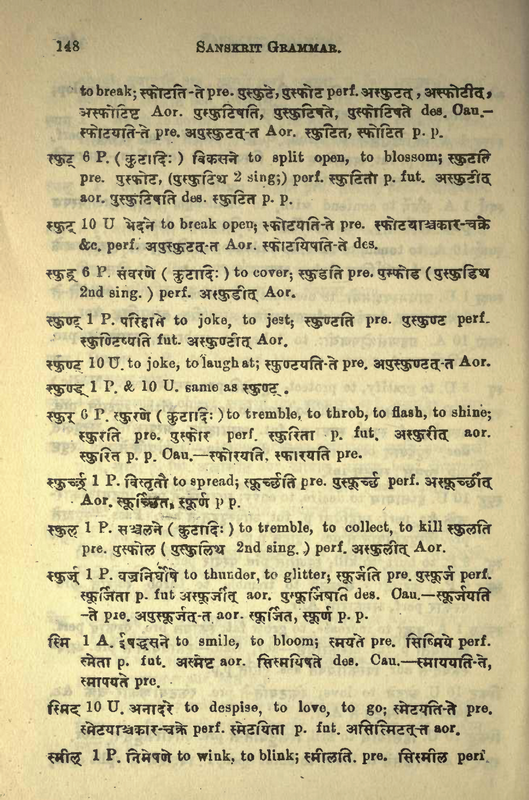 148 SANSKRIT GRAMMAR.
to break; स्फोटति-ते pre. पुस्फुटे, पुस्फोट perf. अस्फुटत्, अस्फोटीत्,
अस्फोटिष्ट Aor. पुस्फुटिषति, पुस्फुटिषते, पुस्फोटिषते des. Cau.-
स्फोटयति-ते pre. अपुस्फुटत्-त Aor. स्फुटित, स्फोटित p. p.
स्फुट् 6 P. ( कुटादिः ) विकसने to split open, to blossom; स्फुटति
pre. पुस्फोट, (पुस्फुटिथ 2 sing;) perf. स्फुटिता p. fut. अस्फुटीत्
aor. पुस्फुटिषति des. स्फुटित p. p.
स्फुट् 10 U भेदने to break open; स्फोटयति-ते pre. स्फोटयाञ्चकार-चक्रे
&c. perf. अपुस्फुटत्-त Aor. स्फोटयिषति-ते des.
स्फुड् 6 P. संवरणे ( कुटादिः ) to cover; स्फुडति pre. पुस्फोड ( पुस्फुडिथ
2nd sing. ) perf. अस्फुडीत् Aor.
स्फुण्ट् 1 P. परिहासे to joke, to jest; स्फुण्टति pre. पुस्फुण्ट perf.
स्फुण्टिष्यति fut. अस्फुण्टीत् Aor.
स्फुण्ट् 10 U. to joke, to laugh at; स्फुण्टयति-ते pre. अपुस्फुण्टत्-त Aor.
स्फुण्ड् 1 P. & 10 U. same as स्फुण्ट्.
स्फुर् 6 P. स्फुरणे ( कुटादिः ) to tremble, to throb, to flash, to shine;
स्फुरति pre. पुस्फोर perf. स्फुरिता p. fut. अस्फुरीत् aor.
स्फुरित p. p. Cau.—स्फोरयति. स्फारयति pre.
स्फुर्च्छ् 1 P. विस्तृतौ to spread; स्फूर्च्छति pre. पुस्फूर्च्छ perf. अस्फूर्च्छीत्
Aor. स्फूर्च्छित, स्फूर्ण p p.
स्फुल् 1 P. सञ्चलने ( कुटादिः ) to tremble, to collect, to kill स्फुलति
pre. पुस्फोल ( पुस्फुलिथ 2nd sing. ) perf. अस्फुलीत् Aor.
स्फूर्ज् 1 P. वज्रनिर्घोषे to thunder, to glitter; स्फूर्जति pre. पुस्फूर्ज perf.
स्फूर्जिता p. fut अस्फूर्जीत् aor. पुस्फूर्जिषति des. Cau.—स्फूर्जयति
-ते pre. अपुस्फूर्जत्-त aor. स्फूर्जित, स्फूर्ण p. p.
स्मि 1 A. ईषद्धसने to smile, to bloom; स्मयते pre. सिष्मिये perf.
स्मेता p. fut. अस्मेष्ट aor. सिस्मयिषते des. Cau.—स्माययति-ते,
स्मापयते pre.
स्मिट् 10 U. अनादरे to despise, to love, to go; स्मेटयति-ते pre.
स्मेटयाञ्चकार-चक्रे perf. स्मेटयिता p. fut. असिस्मिटत्-त aor.
स्मील् 1 P. निमेषणे to wink, to blink; स्मीलति. pre. सिस्मील perf.